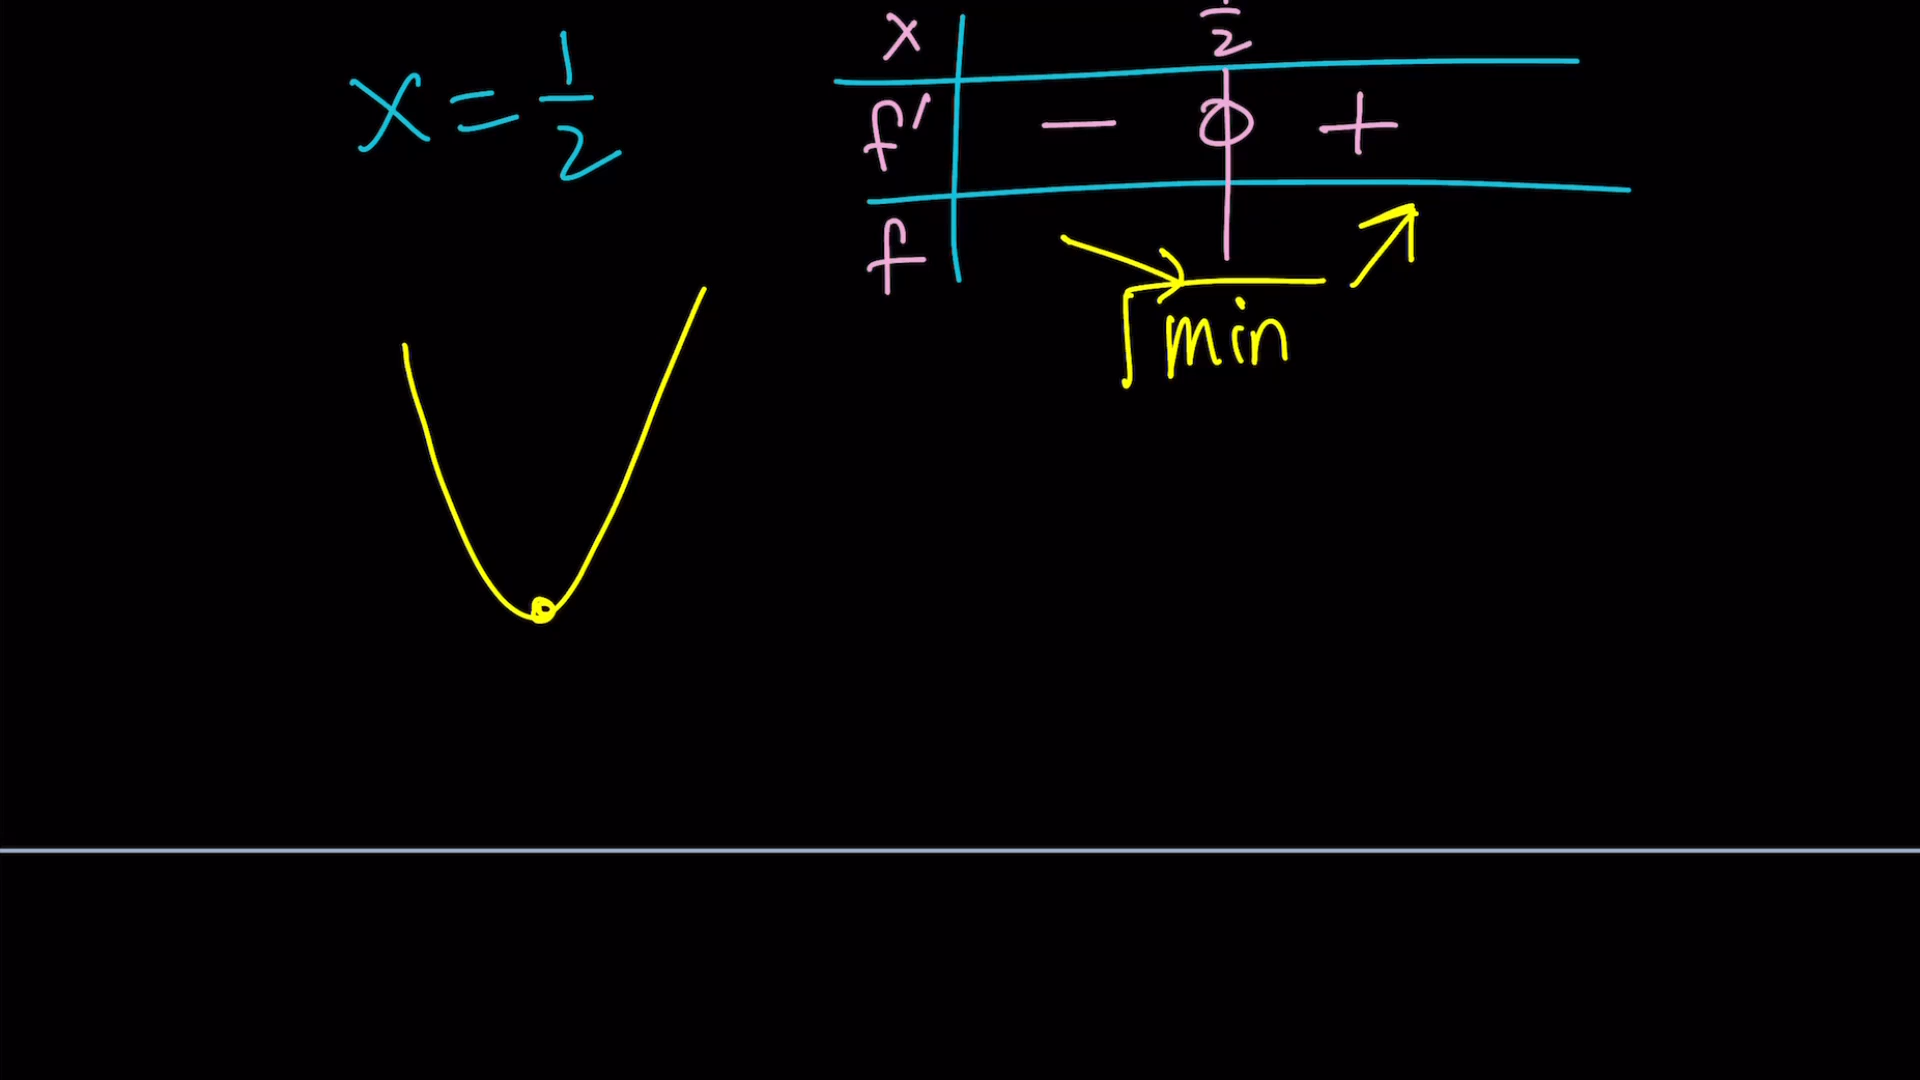 x = 1/2
x 1/2
f' − 0 +
f
min